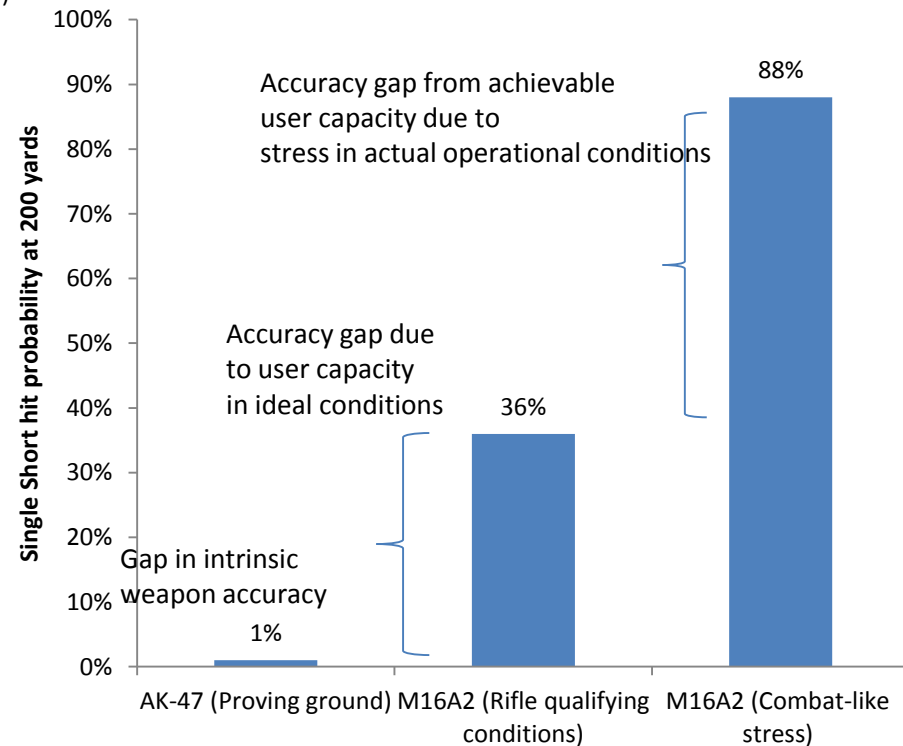 )
100%
90%
80%
70%
60%
50%
40%
30%
20%
10%
0%
Single Short hit probability at 200 yards
Accuracy gap from achievable
user capacity due to
stress in actual operational conditions
88%
Accuracy gap due
to user capacity
in ideal conditions
36%
Gap in intrinsic
weapon accuracy
1%
AK-47 (Proving ground)
M16A2 (Rifle qualifying
conditions)
M16A2 (Combat-like
stress)